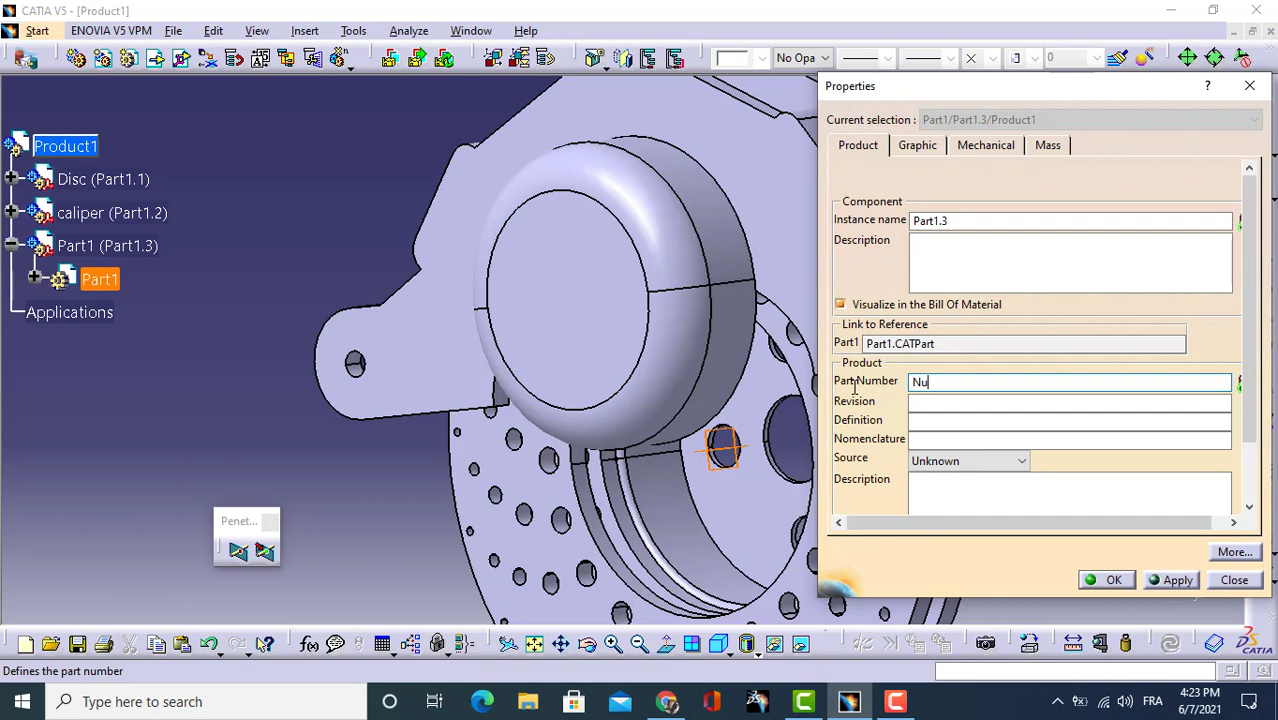 CATIA V5 - [Product1]
Start ENOVIA V5 VPM File Edit View Insert Tools Analyze Window Help
No Opa 0
Properties
Current selection : Part1/Part1.3/Product1
Product Graphic Mechanical Mass
Component
Instance name Part1.3
Description
Visualize in the Bill Of Material
Link to Reference
Part1 Part1.CATPart
Product
Part Number Nu
Revision
Definition
Nomenclature
Source Unknown
Description
More...
OK Apply Close
Product1
Disc (Part1.1)
caliper (Part1.2)
Part1 (Part1.3)
Part1
Applications
Penet...
f(x)
Defines the part number
Type here to search
FRA 4:23 PM
6/7/2021